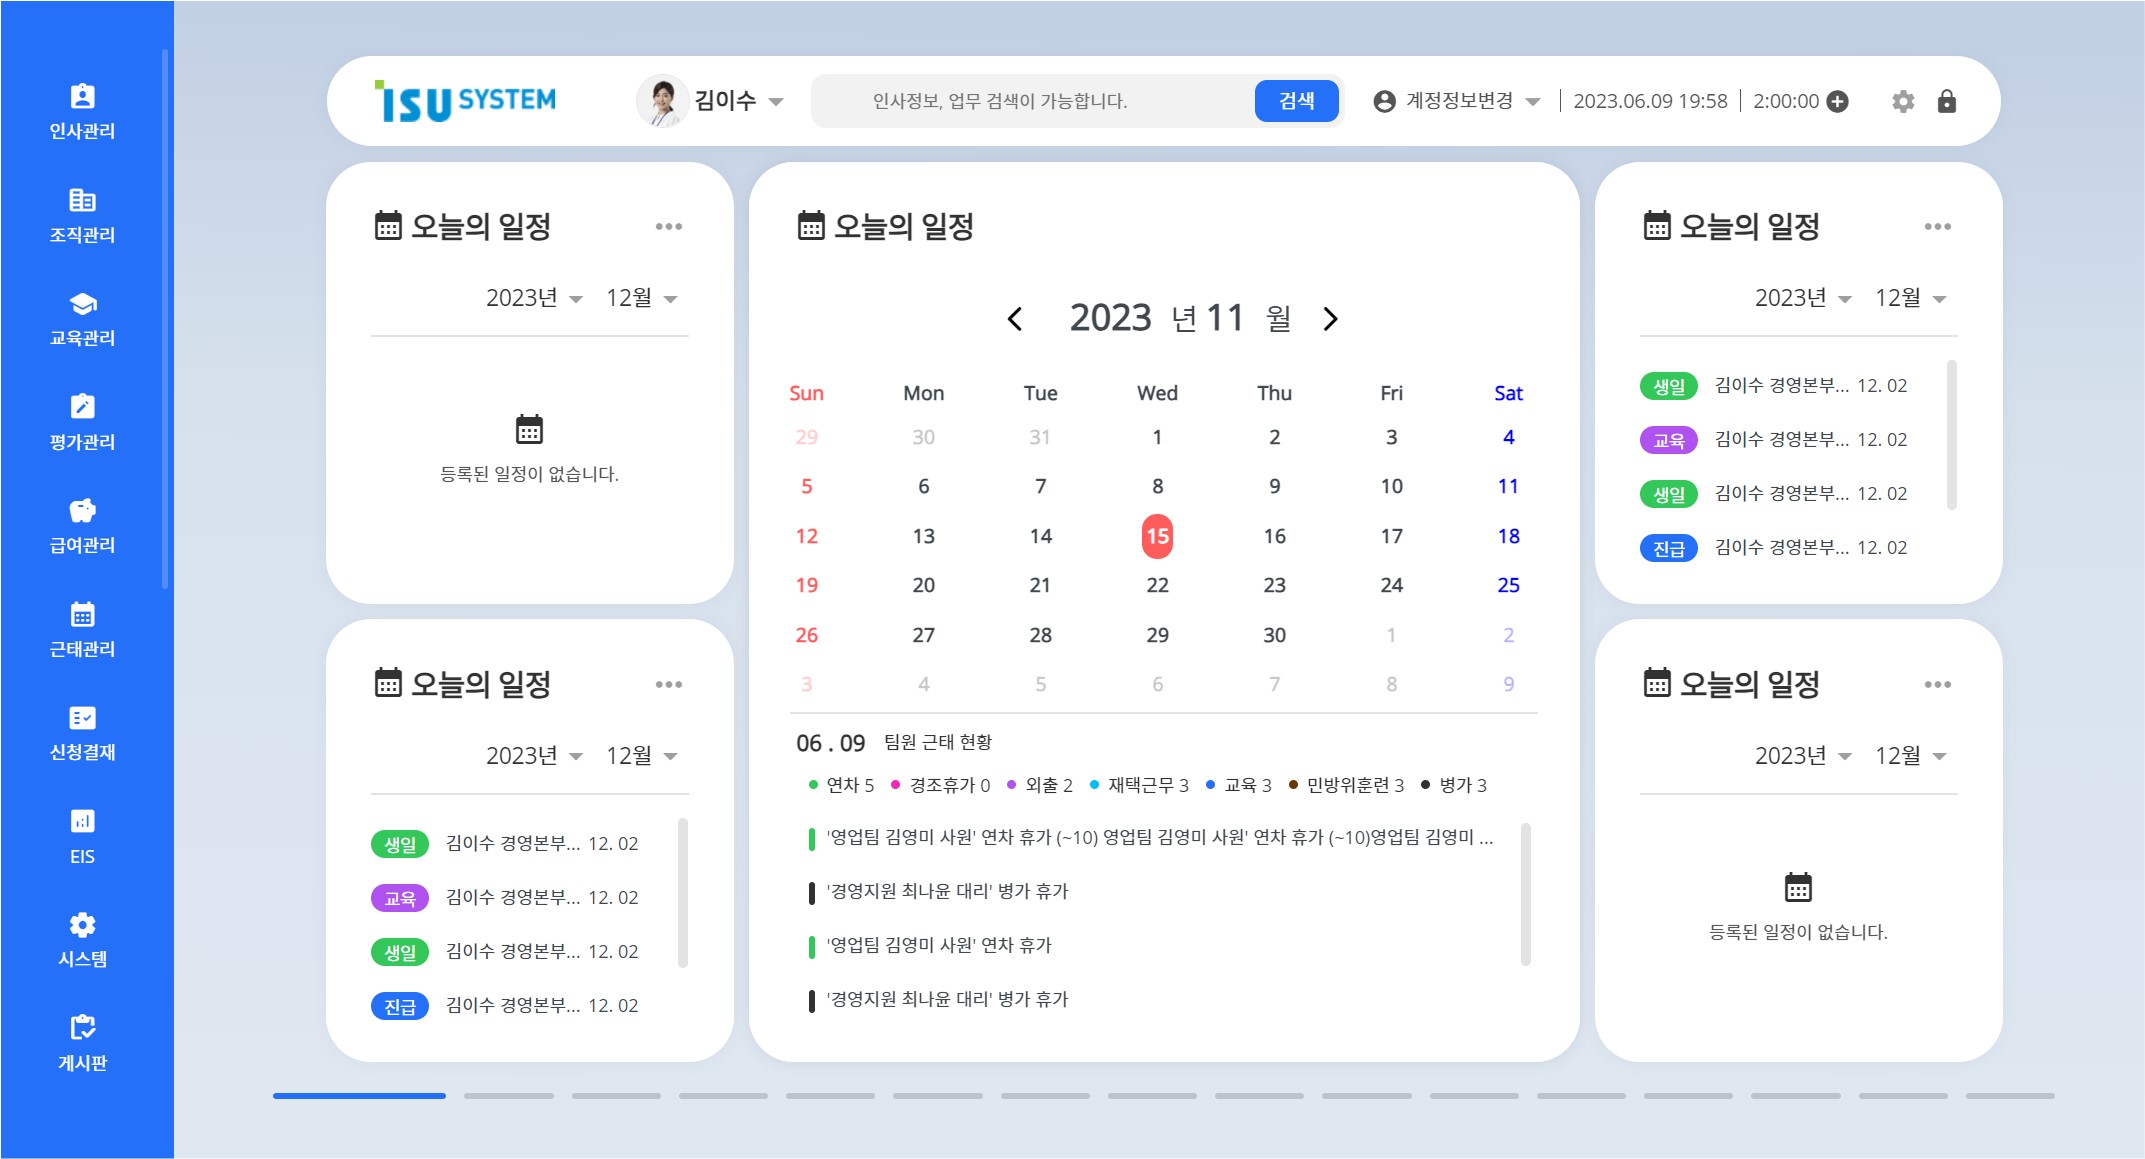 인사관리
조직관리
교육관리
평가관리
급여관리
근태관리
신청결재
EIS
시스템
게시판
ISU SYSTEM
김이수
인사정보, 업무 검색이 가능합니다.
검색
계정정보변경
2023.06.09 19:58
2:00:00
오늘의 일정
2023년 12월
등록된 일정이 없습니다.
오늘의 일정
2023년 12월
생일 김이수 경영본부... 12. 02
교육 김이수 경영본부... 12. 02
생일 김이수 경영본부... 12. 02
진급 김이수 경영본부... 12. 02
오늘의 일정
2023 년 11 월
Sun Mon Tue Wed Thu Fri Sat
29 30 31 1 2 3 4
5 6 7 8 9 10 11
12 13 14 15 16 17 18
19 20 21 22 23 24 25
26 27 28 29 30 1 2
3 4 5 6 7 8 9
06 . 09 팀원 근태 현황
연차 5 경조휴가 0 외출 2 재택근무 3 교육 3 민방위훈련 3 병가 3
'영업팀 김영미 사원' 연차 휴가 (~10) 영업팀 김영미 사원' 연차 휴가 (~10)영업팀 김영미 ...
'경영지원 최나윤 대리' 병가 휴가
'영업팀 김영미 사원' 연차 휴가
'경영지원 최나윤 대리' 병가 휴가
오늘의 일정
2023년 12월
생일 김이수 경영본부... 12. 02
교육 김이수 경영본부... 12. 02
생일 김이수 경영본부... 12. 02
진급 김이수 경영본부... 12. 02
오늘의 일정
2023년 12월
등록된 일정이 없습니다.